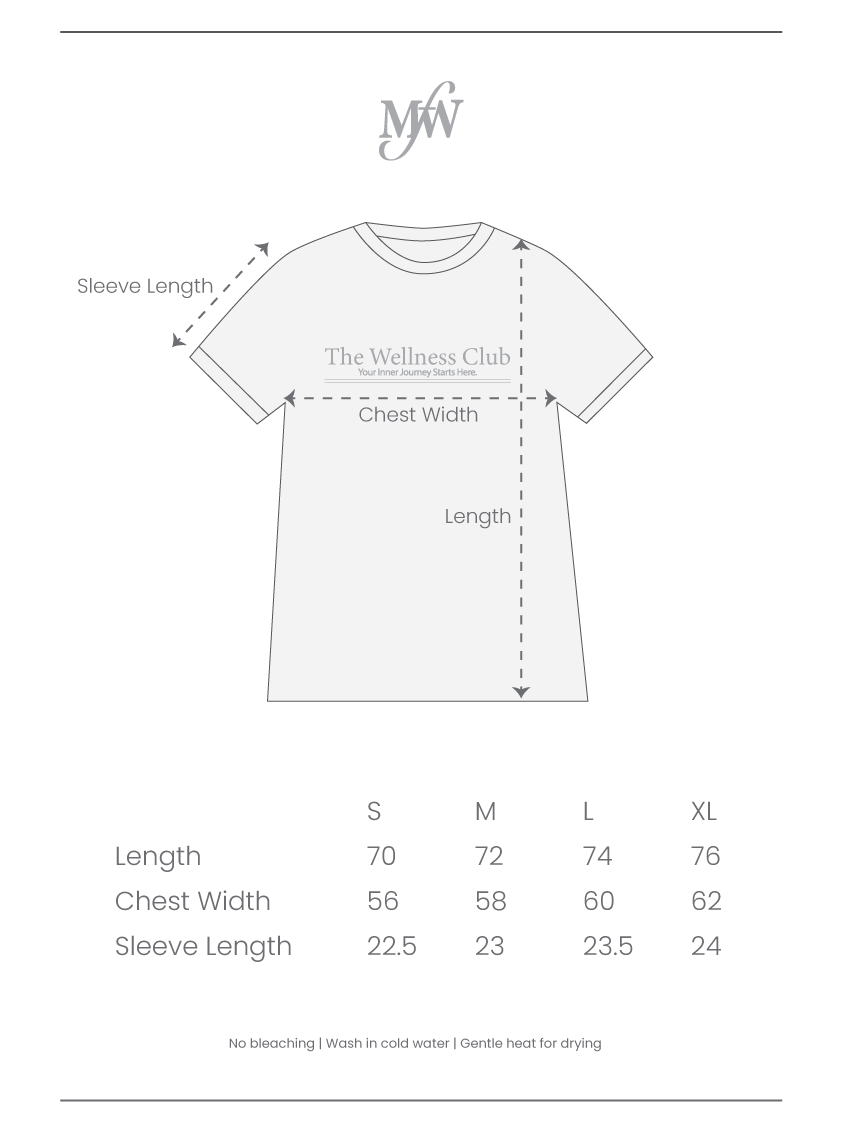 MfW
Sleeve Length
The Wellness Club
Your Inner Journey Starts Here.
Chest Width
Length
S M L XL
Length 70 72 74 76
Chest Width 56 58 60 62
Sleeve Length 22.5 23 23.5 24
No bleaching | Wash in cold water | Gentle heat for drying